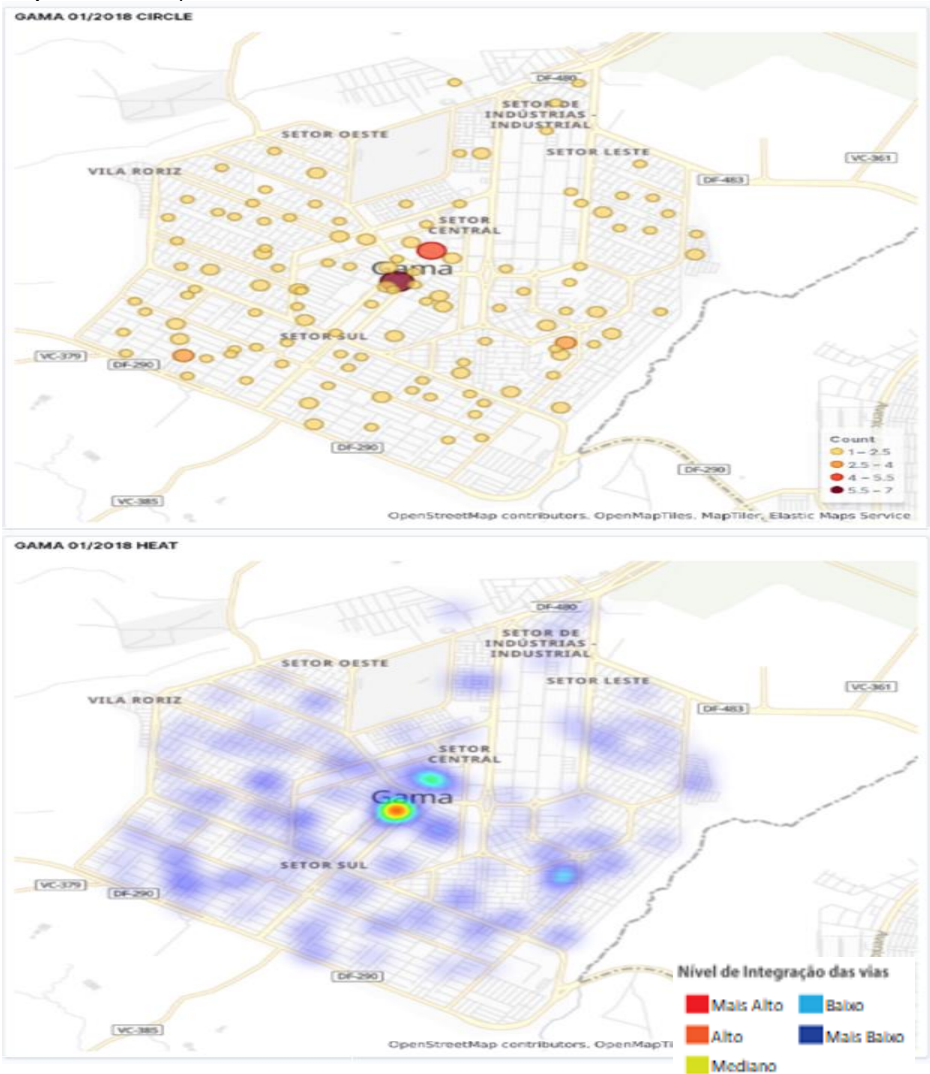 GAMA 01/2018 CIRCLE
DF-480
SETOR DE
INDÚSTRIAS -
INDUSTRIAL
SETOR OESTE
SETOR LESTE
VC-361
VILA RORIZ
DF-483
SETOR
CENTRAL
Gama
SETOR SUL
VC-379
DF-290
DF-290
DF-290
VC-385
Count
1 – 2.5
2.5 – 4
4 – 5.5
5.5 – 7
OpenStreetMap contributors, OpenMapTiles, MapTiler, Elastic Maps Service
GAMA 01/2018 HEAT
DF-480
SETOR DE
INDÚSTRIAS -
INDUSTRIAL
SETOR OESTE
SETOR LESTE
VC-361
VILA RORIZ
DF-483
SETOR
CENTRAL
Gama
SETOR SUL
VC-379
DF-290
DF-290
VC-385
Nível de Integração das vias
Mais Alto
Baixo
Alto
Mais Baixo
Mediano
OpenStreetMap contributors, OpenMapTi